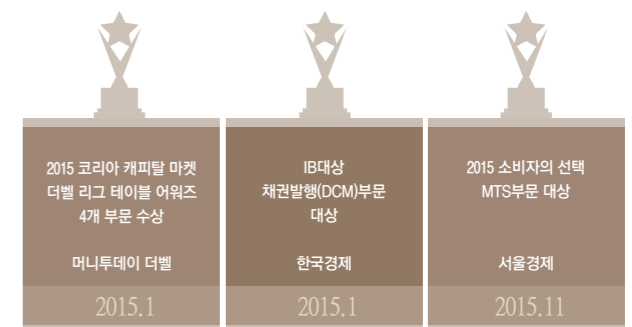 2015 코리아 캐피탈 마켓
더벨 리그 테이블 어워즈
4개 부문 수상
머니투데이 더벨
2015.1
IB대상
채권발행(DCM)부문
대상
한국경제
2015.1
2015 소비자의 선택
MTS부문 대상
서울경제
2015.11